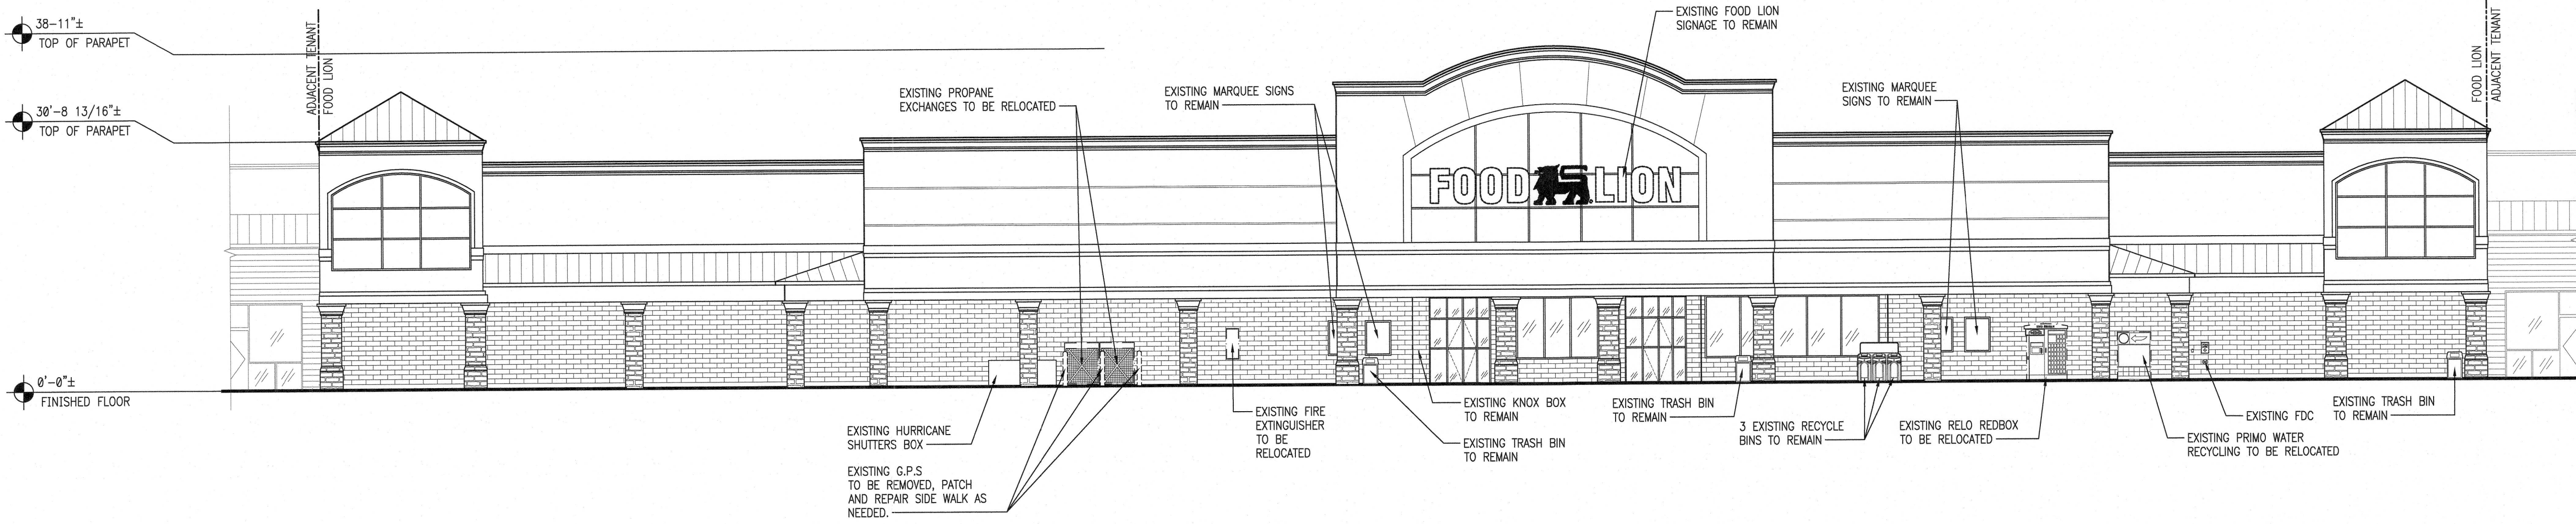 38-11"±
TOP OF PARAPET
30'-8 13/16"±
TOP OF PARAPET
0'-0"±
FINISHED FLOOR
ADJACENT TENANT
FOOD LION
EXISTING PROPANE
EXCHANGES TO BE RELOCATED
EXISTING MARQUEE SIGNS
TO REMAIN
EXISTING FOOD LION
SIGNAGE TO REMAIN
EXISTING MARQUEE
SIGNS TO REMAIN
FOOD LION
ADJACENT TENANT
FOOD LION
EXISTING HURRICANE
SHUTTERS BOX
EXISTING G.P.S
TO BE REMOVED, PATCH
AND REPAIR SIDE WALK AS
NEEDED.
EXISTING FIRE
EXTINGUISHER
TO BE
RELOCATED
EXISTING KNOX BOX
TO REMAIN
EXISTING TRASH BIN
TO REMAIN
EXISTING TRASH BIN
TO REMAIN
3 EXISTING RECYCLE
BINS TO REMAIN
EXISTING RELO REDBOX
TO BE RELOCATED
EXISTING PRIMO WATER
RECYCLING TO BE RELOCATED
EXISTING FDC
EXISTING TRASH BIN
TO REMAIN